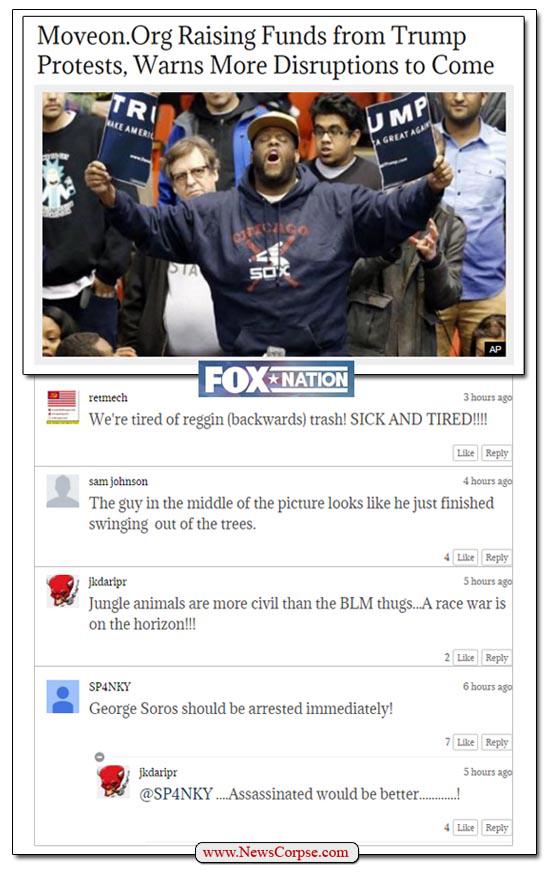 Moveon.Org Raising Funds from Trump
Protests, Warns More Disruptions to Come
TRU
MAKE AMERIC
UMP
A GREAT AGAIN
CHICAGO
SOX
STA
AP
FOX NATION
retmech
3 hours ago
We're tired of reggin (backwards) trash! SICK AND TIRED!!!!
Like Reply
sam johnson
4 hours ago
The guy in the middle of the picture looks like he just finished
swinging out of the trees.
4 Like Reply
jkdaripr
5 hours ago
Jungle animals are more civil than the BLM thugs...A race war is
on the horizon!!!
2 Like Reply
SP4NKY
6 hours ago
George Soros should be arrested immediately!
7 Like Reply
jkdaripr
5 hours ago
@SP4NKY ....Assassinated would be better............!
4 Like Reply
www.NewsCorpse.com